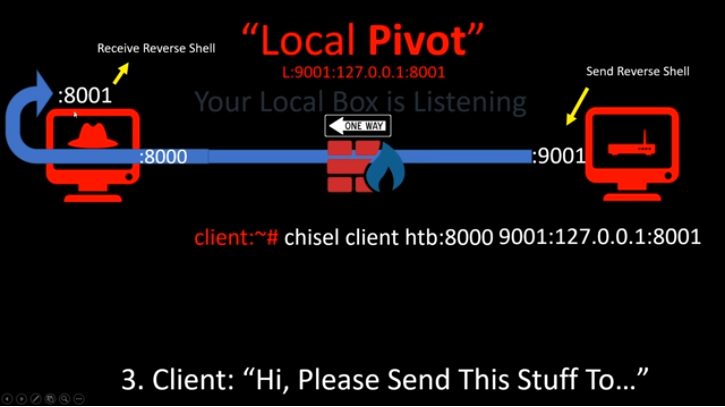 “Local Pivot”
Receive Reverse Shell
L:9001:127.0.0.1:8001
Send Reverse Shell
:8001
Your Local Box is Listening
ONE WAY
:8000
:9001
client:~# chisel client htb:8000 9001:127.0.0.1:8001
3. Client: “Hi, Please Send This Stuff To…”